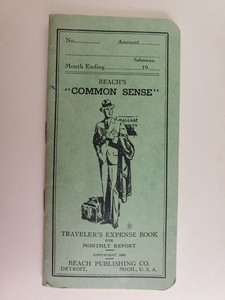 No. Amount
Salesman,
Month Ending 19
BEACH'S
"COMMON SENSE"
TRAVELER'S EXPENSE BOOK
FOR
MONTHLY REPORT
BEACH PUBLISHING CO.
DETROIT, MICH., U. S. A.